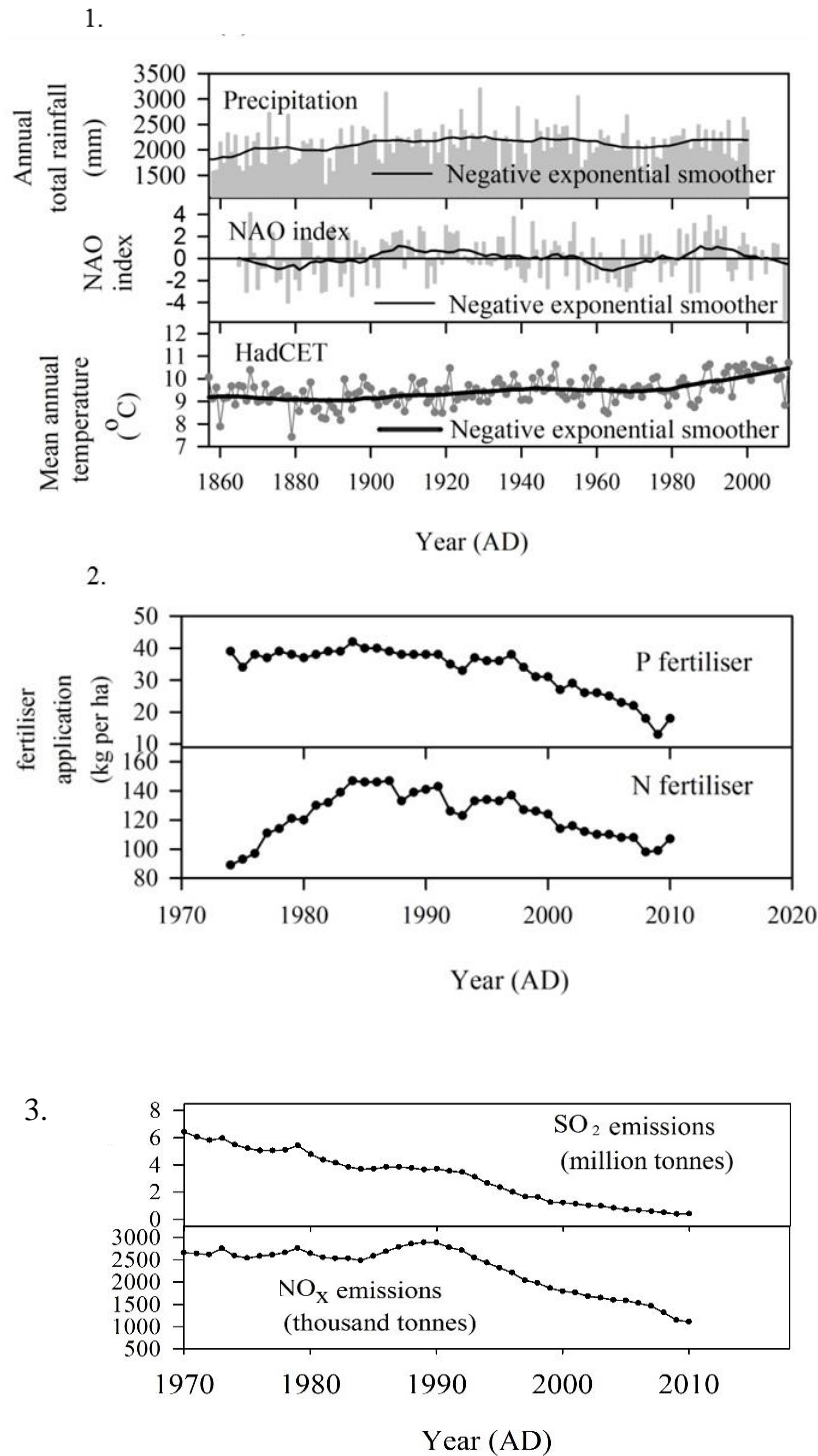 1.
Annual
total rainfall
(mm)
3500
3000
2500
2000
1500
Precipitation
Negative exponential smoother
NAO
index
4
2
0
-2
-4
NAO index
Negative exponential smoother
Mean annual
temperature
(°C)
12
11
10
9
8
7
HadCET
Negative exponential smoother
1860 1880 1900 1920 1940 1960 1980 2000
Year (AD)
2.
fertiliser
application
(kg per ha)
50
40
30
20
10
P fertiliser
160
140
120
100
80
N fertiliser
1970 1980 1990 2000 2010 2020
Year (AD)
3.
8
6
4
2
0
SO₂ emissions
(million tonnes)
3000
2500
2000
1500
1000
500
NOX emissions
(thousand tonnes)
1970 1980 1990 2000 2010
Year (AD)